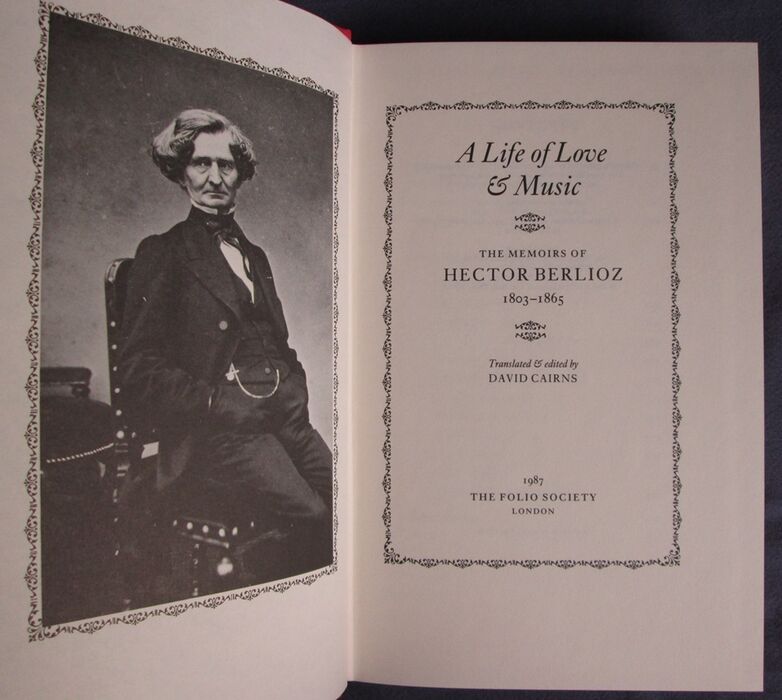 A Life of Love
& Music
THE MEMOIRS OF
HECTOR BERLIOZ
1803–1865
Translated & edited by
DAVID CAIRNS
1987
THE FOLIO SOCIETY
LONDON